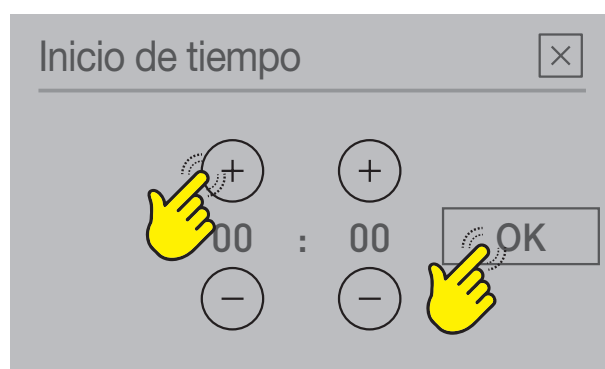 Inicio de tiempo ×
+ +
00 : 00 OK
− −